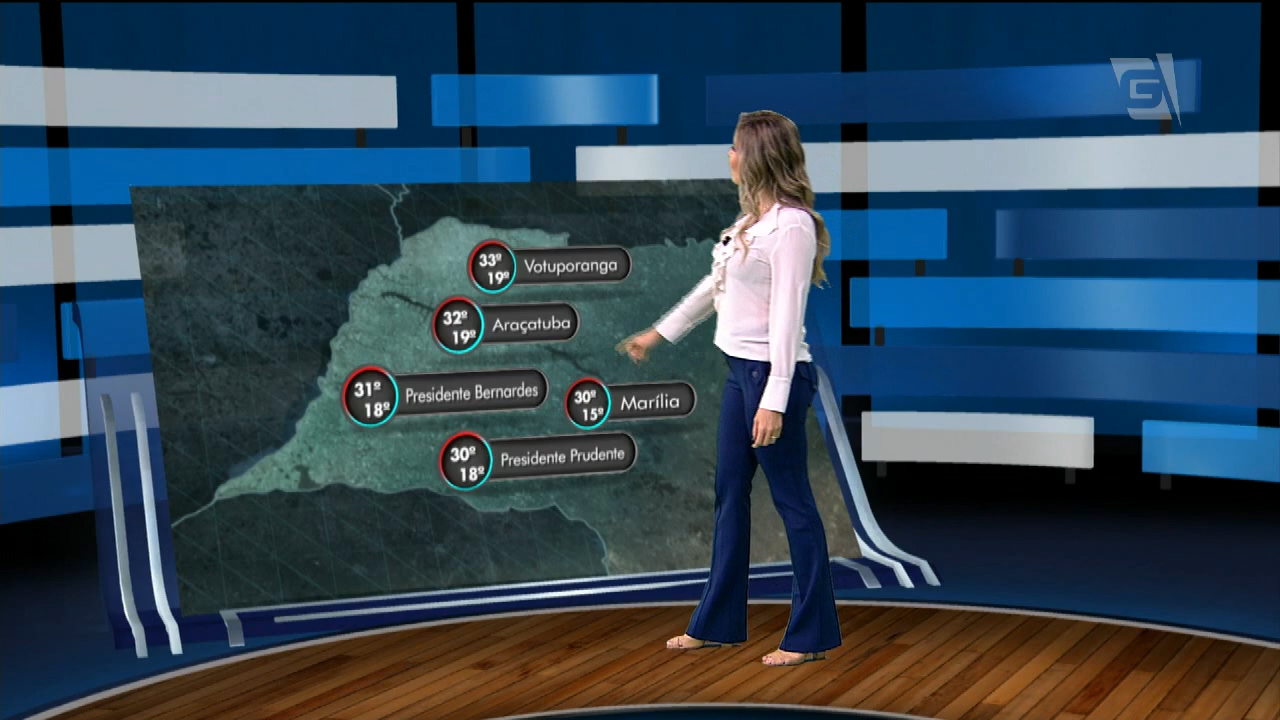 G
33º
19º
Votuporanga
32º
19º
Araçatuba
31º
18º
Presidente Bernardes
30º
15º
Marília
30º
18º
Presidente Prudente